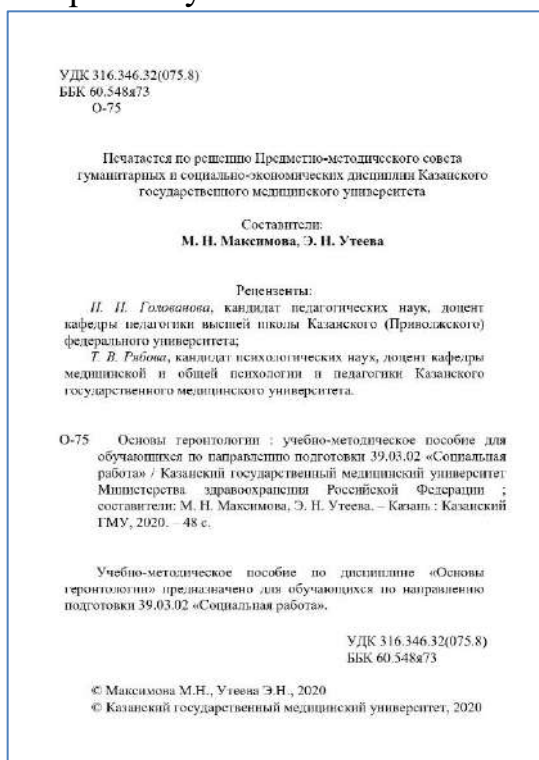 УДК 316.346.32(075.8)
ББК 60.548я73
О-75
Печатается по решению Предметно-методического совета
гуманитарных и социально-экономических дисциплин Казанского
государственного медицинского университета
Составители:
М. Н. Максимова, Э. Н. Утеева
Рецензенты:
И. И. Голованова, кандидат педагогических наук, доцент
кафедры педагогики высшей школы Казанского (Приволжского)
федерального университета;
Т. В. Рябова, кандидат психологических наук, доцент кафедры
медицинской и общей психологии и педагогики Казанского
государственного медицинского университета.
О-75 Основы геронтологии : учебно-методическое пособие для
обучающихся по направлению подготовки 39.03.02 «Социальная
работа» / Казанский государственный медицинский университет
Министерства здравоохранения Российской Федерации ;
составители: М. Н. Максимова, Э. Н. Утеева. – Казань : Казанский
ГМУ, 2020. – 48 с.
Учебно-методическое пособие по дисциплине «Основы
геронтологии» предназначено для обучающихся по направлению
подготовки 39.03.02 «Социальная работа».
УДК 316.346.32(075.8)
ББК 60.548я73
© Максимова М.Н., Утеева Э.Н., 2020
© Казанский государственный медицинский университет, 2020